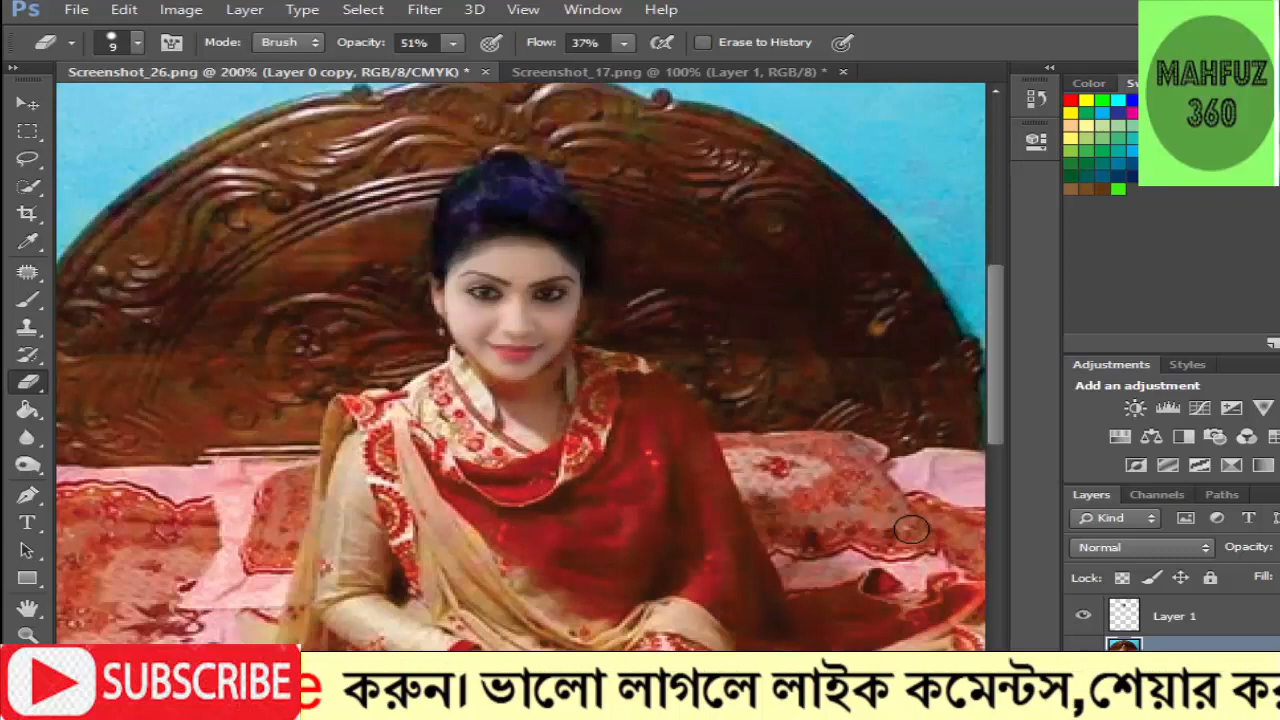 Ps File Edit Image Layer Type Select Filter 3D View Window Help
9 Mode: Brush Opacity: 51% Flow: 37% Erase to History
Screenshot_26.png @ 200% (Layer 0 copy, RGB/8/CMYK) * × Screenshot_17.png @ 100% (Layer 1, RGB/8) * ×
Color
MAHFUZ
360
Adjustments Styles
Add an adjustment
Layers Channels Paths
Kind
Normal Opacity:
Lock: Fill:
Layer 1
SUBSCRIBE করুন। ভালো লাগলে লাইক কমেন্টস,শেয়ার